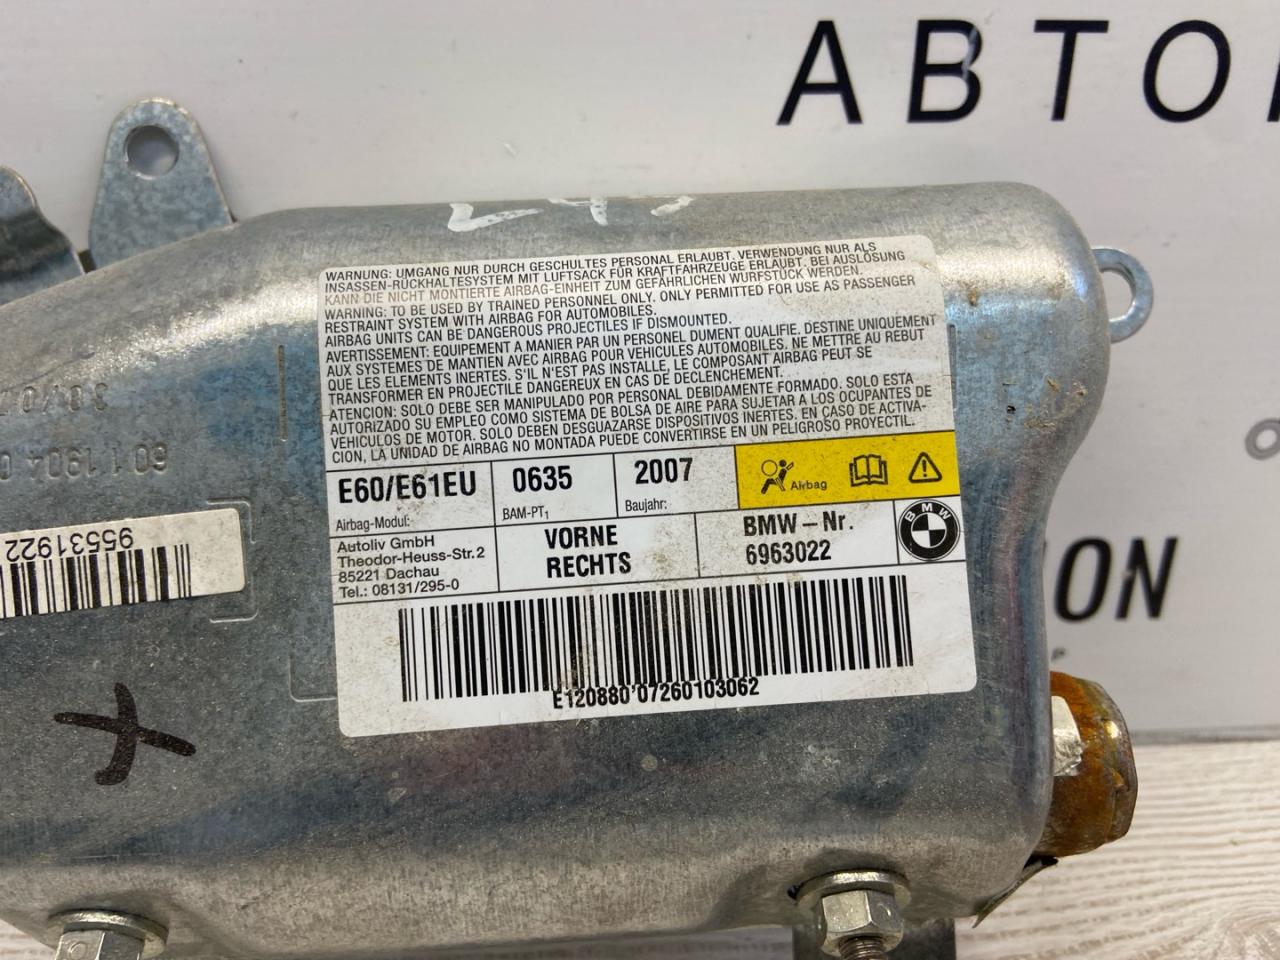 АВТО
WARNUNG: UMGANG NUR DURCH GESCHULTES PERSONAL ERLAUBT. VERWENDUNG NUR ALS
INSASSEN-RÜCKHALTESYSTEM MIT LUFTSACK FÜR KRAFTFAHRZEUGE ERLAUBT. BEI AUSLÖSUNG
KANN DIE NICHT MONTIERTE AIRBAG-EINHEIT ZUM GEFÄHRLICHEN WURFSTÜCK WERDEN.
WARNING: TO BE USED BY TRAINED PERSONNEL ONLY. ONLY PERMITTED FOR USE AS PASSENGER
RESTRAINT SYSTEM WITH AIRBAG FOR AUTOMOBILES.
AIRBAG UNITS CAN BE DANGEROUS PROJECTILES IF DISMOUNTED.
AVERTISSEMENT: EQUIPEMENT A MANIER PAR UN PERSONEL DUMENT QUALIFIE. DESTINE UNIQUEMENT
AUX SYSTEMES DE MANTIEN AVEC AIRBAG POUR VEHICULES AUTOMOBILES. NE METTRE AU REBUT
QUE LES ELEMENTS INERTES. S'IL N'EST PAS INSTALLE, LE COMPOSANT AIRBAG PEUT SE
TRANSFORMER EN PROJECTILE DANGEREUX EN CAS DE DECLENCHEMENT.
ATENCION: SOLO DEBE SER MANIPULADO POR PERSONAL DEBIDAMENTE FORMADO. SOLO ESTA
AUTORIZADO SU EMPLEO COMO SISTEMA DE BOLSA DE AIRE PARA SUJETAR A LOS OCUPANTES DE
VEHICULOS DE MOTOR. SOLO DEBEN DESGUAZARSE DISPOSITIVOS INERTES. EN CASO DE ACTIVA-
CION, LA UNIDAD DE AIRBAG NO MONTADA PUEDE CONVERTIRSE EN UN PELIGROSO PROYECTIL.
E60/E61EU 0635 2007 Airbag
Airbag-Modul: BAM-PT1 Baujahr:
Autoliv GmbH
Theodor-Heuss-Str.2
85221 Dachau
Tel.: 08131/295-0
VORNE
RECHTS
BMW-Nr.
6963022
BMW
E120880'07260103062
95531922
ION